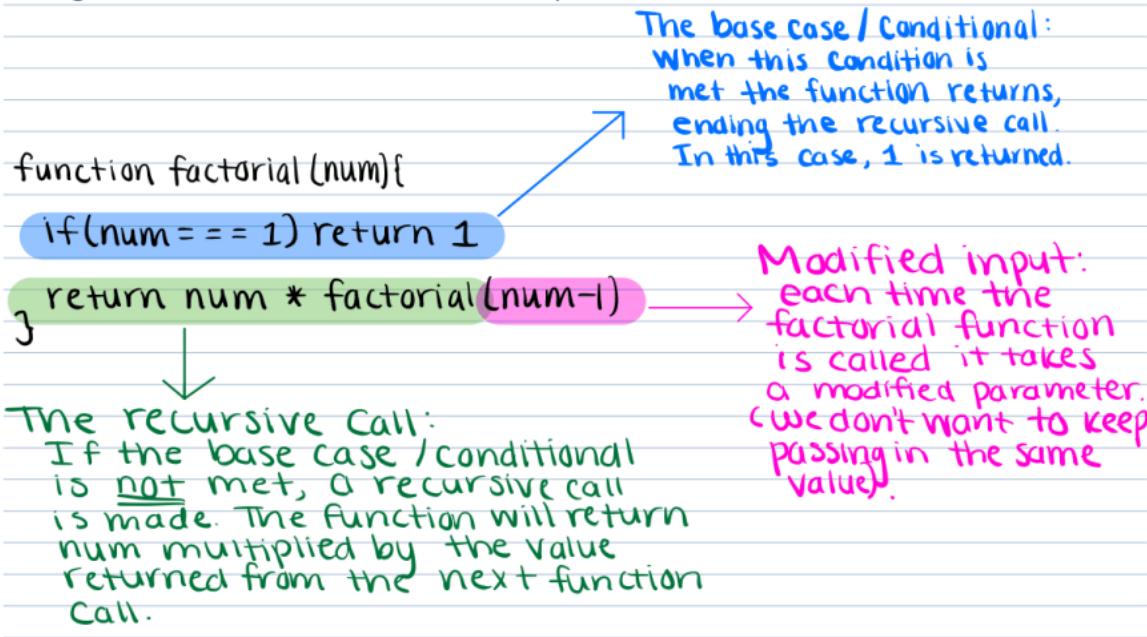 The base case / Conditional:
When this condition is
met the function returns,
ending the recursive call.
In this case, 1 is returned.
function factorial (num){
if(num = = = 1) return 1
return num * factorial (num-1)
}
Modified input:
each time the
factorial function
is called it takes
a modified parameter.
(we don't want to keep
passing in the same
value).
The recursive call:
If the base case / conditional
is not met, a recursive call
is made. The function will return
num multiplied by the value
returned from the next function
call.